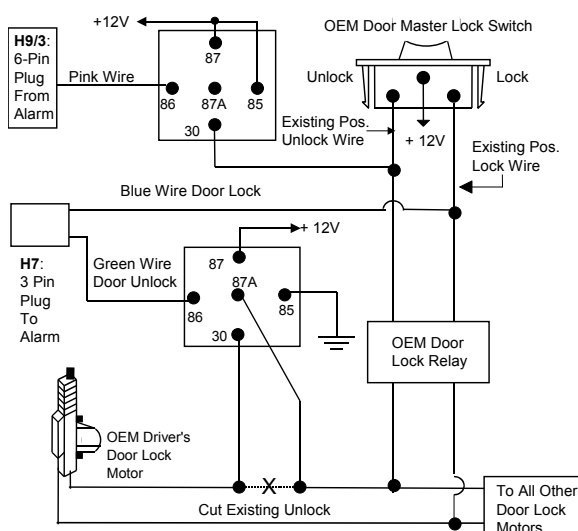 H9/3:
6-Pin
Plug
From
Alarm
Pink Wire
+12V
87
86
87A
85
30
OEM Door Master Lock Switch
Unlock
Lock
+ 12V
Existing Pos.
Unlock Wire
Existing Pos.
Lock Wire
Blue Wire Door Lock
H7:
3 Pin
Plug
To
Alarm
Green Wire
Door Unlock
+ 12V
87
87A
86
85
30
OEM Door
Lock Relay
OEM Driver's
Door Lock
Motor
X
Cut Existing Unlock
To All Other
Door Lock
Motors